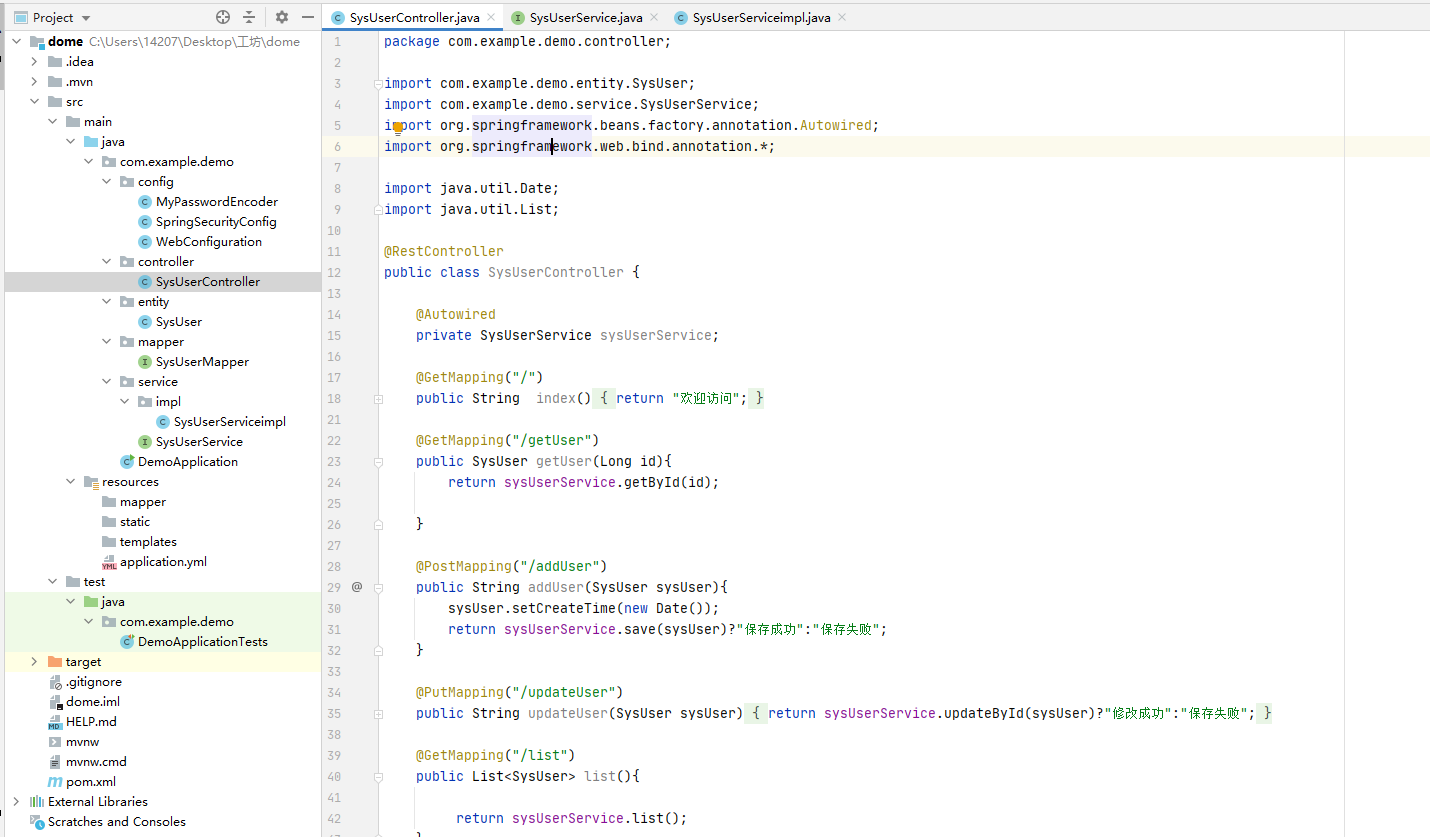 Project
dome C:\Users\14207\Desktop\工坊\dome
.idea
.mvn
src
main
java
com.example.demo
config
MyPasswordEncoder
SpringSecurityConfig
WebConfiguration
controller
SysUserController
entity
SysUser
mapper
SysUserMapper
service
impl
SysUserServiceimpl
SysUserService
DemoApplication
resources
mapper
static
templates
application.yml
test
java
com.example.demo
DemoApplicationTests
target
.gitignore
dome.iml
HELP.md
mvnw
mvnw.cmd
pom.xml
External Libraries
Scratches and Consoles
SysUserController.java SysUserService.java SysUserServiceimpl.java
1 package com.example.demo.controller;
2
3 import com.example.demo.entity.SysUser;
4 import com.example.demo.service.SysUserService;
5 import org.springframework.beans.factory.annotation.Autowired;
6 import org.springframework.web.bind.annotation.*;
7
8 import java.util.Date;
9 import java.util.List;
10
11 @RestController
12 public class SysUserController {
13
14 @Autowired
15 private SysUserService sysUserService;
16
17 @GetMapping("/")
18 public String index() { return "欢迎访问"; }
21
22 @GetMapping("/getUser")
23 public SysUser getUser(Long id){
24 return sysUserService.getById(id);
25
26 }
27
28 @PostMapping("/addUser")
29 @ public String addUser(SysUser sysUser){
30 sysUser.setCreateTime(new Date());
31 return sysUserService.save(sysUser)?"保存成功":"保存失败";
32 }
33
34 @PutMapping("/updateUser")
35 public String updateUser(SysUser sysUser) { return sysUserService.updateById(sysUser)?"修改成功":"保存失败"; }
38
39 @GetMapping("/list")
40 public List<SysUser> list(){
41
42 return sysUserService.list();